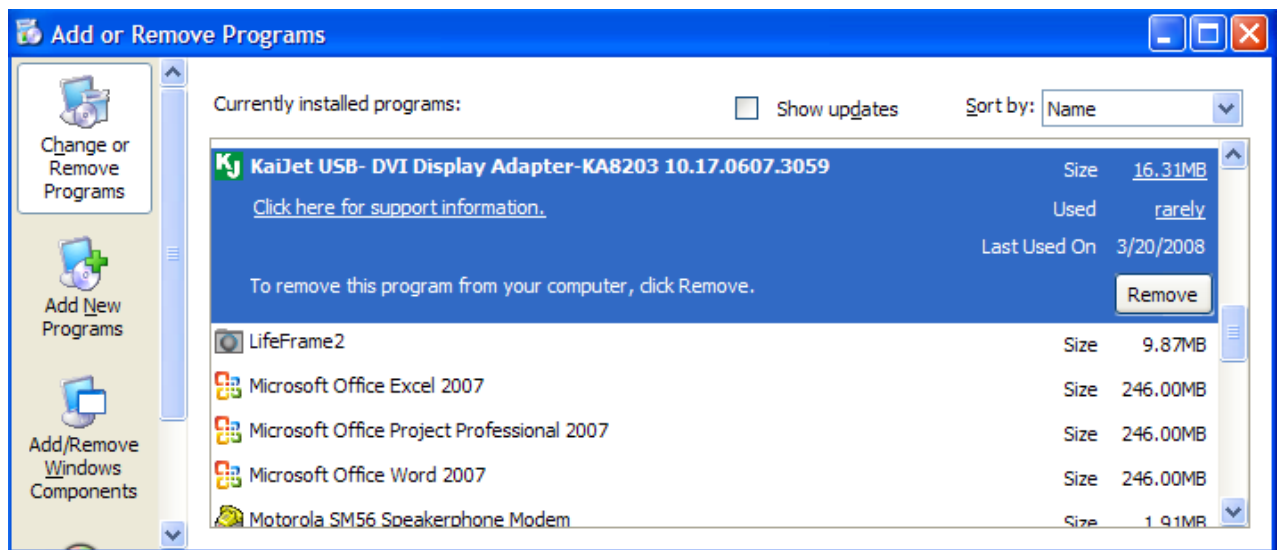 Add or Remove Programs
Change or
Remove
Programs
Add New
Programs
Add/Remove
Windows
Components
Currently installed programs:
Show updates
Sort by: Name
KJ KaiJet USB- DVI Display Adapter-KA8203 10.17.0607.3059 Size 16.31MB
Click here for support information. Used rarely
Last Used On 3/20/2008
To remove this program from your computer, click Remove. Remove
LifeFrame2 Size 9.87MB
Microsoft Office Excel 2007 Size 246.00MB
Microsoft Office Project Professional 2007 Size 246.00MB
Microsoft Office Word 2007 Size 246.00MB
Motorola SM56 Speakerphone Modem Size 1.91MB